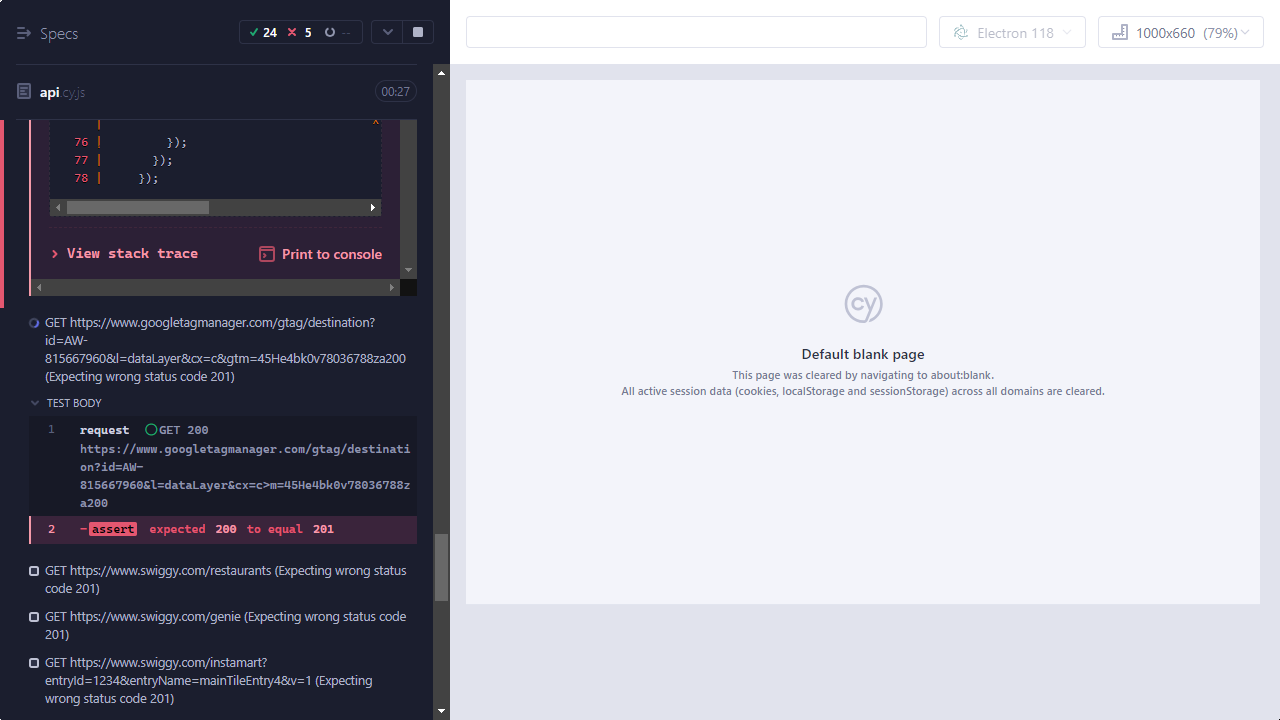 Specs
24
5
--
Electron 118
1000x660 (79%)
api.cy.js
00:27
76 | });
77 | });
78 | });
View stack trace
Print to console
GET https://www.googletagmanager.com/gtag/destination?
id=AW-
815667960&l=dataLayer&cx=c&gtm=45He4bk0v78036788za200
(Expecting wrong status code 201)
TEST BODY
1 request GET 200
https://www.googletagmanager.com/gtag/destinati
on?id=AW-
815667960&l=dataLayer&cx=c>m=45He4bk0v78036788z
a200
2 -assert expected 200 to equal 201
GET https://www.swiggy.com/restaurants (Expecting wrong status
code 201)
GET https://www.swiggy.com/genie (Expecting wrong status code
201)
GET https://www.swiggy.com/instamart?
entryId=1234&entryName=mainTileEntry4&v=1 (Expecting
wrong status code 201)
cy
Default blank page
This page was cleared by navigating to about:blank.
All active session data (cookies, localStorage and sessionStorage) across all domains are cleared.